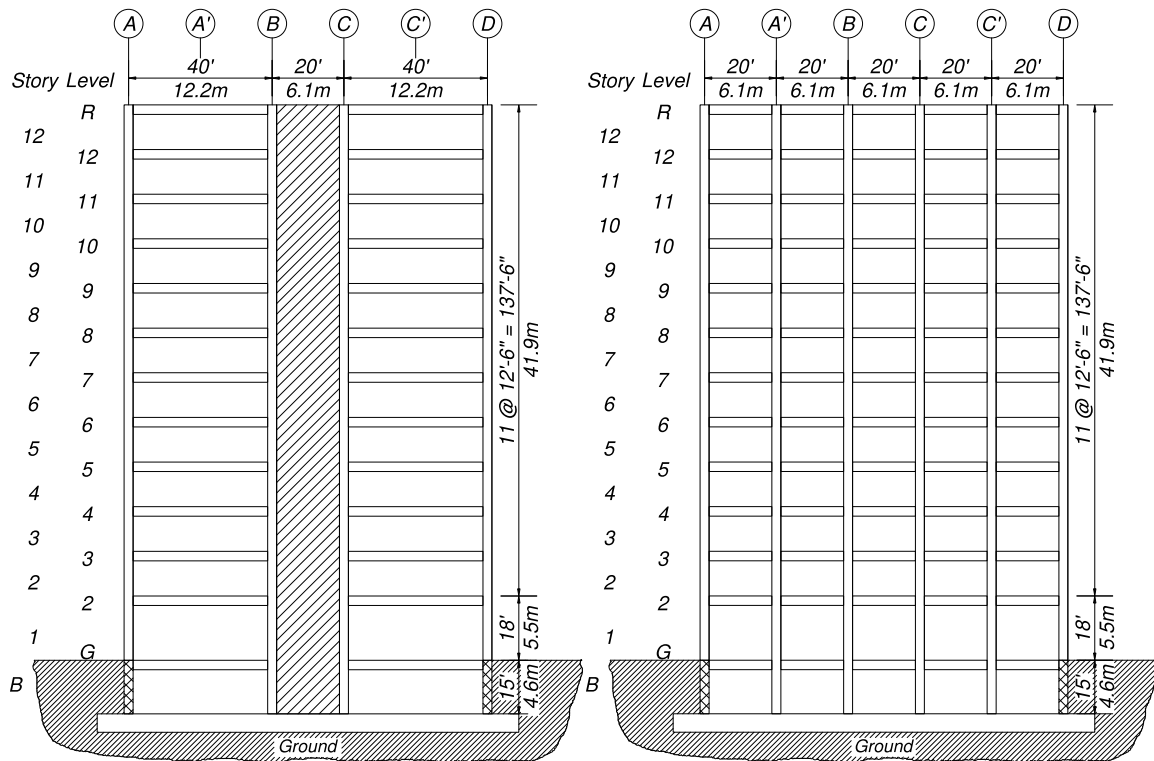 A A' B C C' D
40' 20' 40'
12.2m 6.1m 12.2m
Story Level
R
12
12
11
11
10
10
9
9
8
8
7
7
6
6
5
5
4
4
3
3
2
2
1
G
B
11 @ 12'-6" = 137'-6"
41.9m
18'
5.5m
15'
4.6m
Ground
A A' B C C' D
20' 20' 20' 20' 20'
6.1m 6.1m 6.1m 6.1m 6.1m
Story Level
R
12
12
11
11
10
10
9
9
8
8
7
7
6
6
5
5
4
4
3
3
2
2
1
G
B
11 @ 12'-6" = 137'-6"
41.9m
18'
5.5m
15'
4.6m
Ground